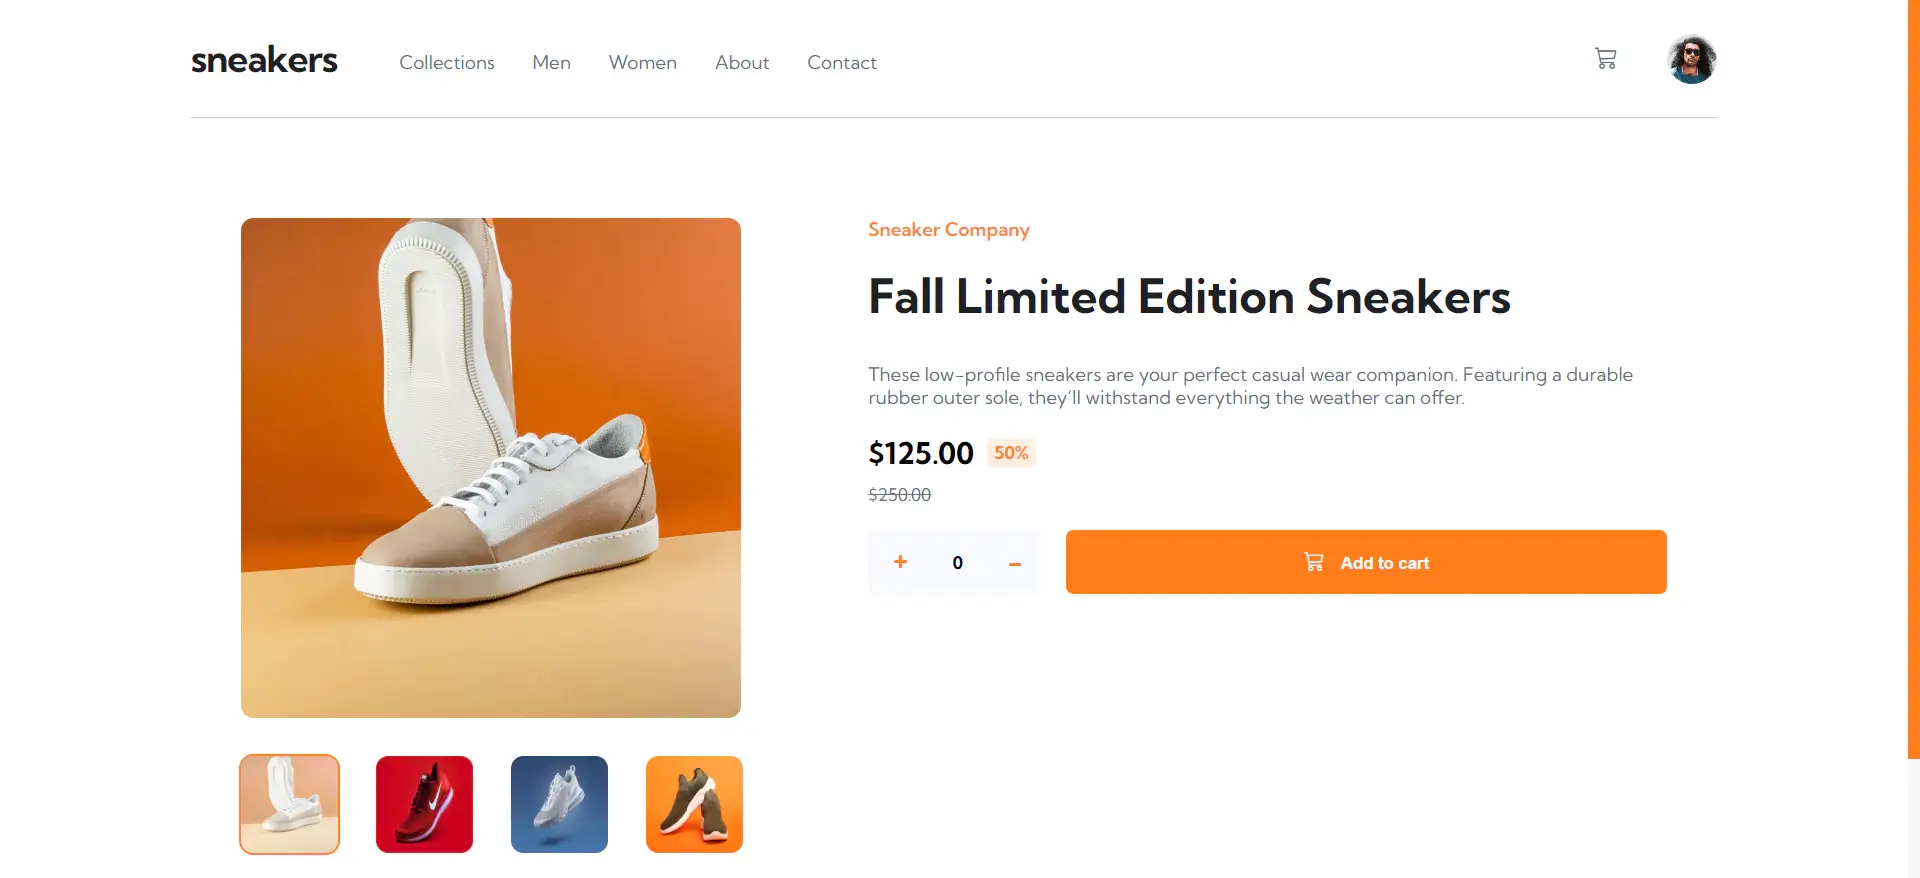 sneakers
Collections Men Women About Contact
Sneaker Company
Fall Limited Edition Sneakers
These low-profile sneakers are your perfect casual wear companion. Featuring a durable
rubber outer sole, they’ll withstand everything the weather can offer.
$125.00 50%
$250.00
+ 0 − Add to cart